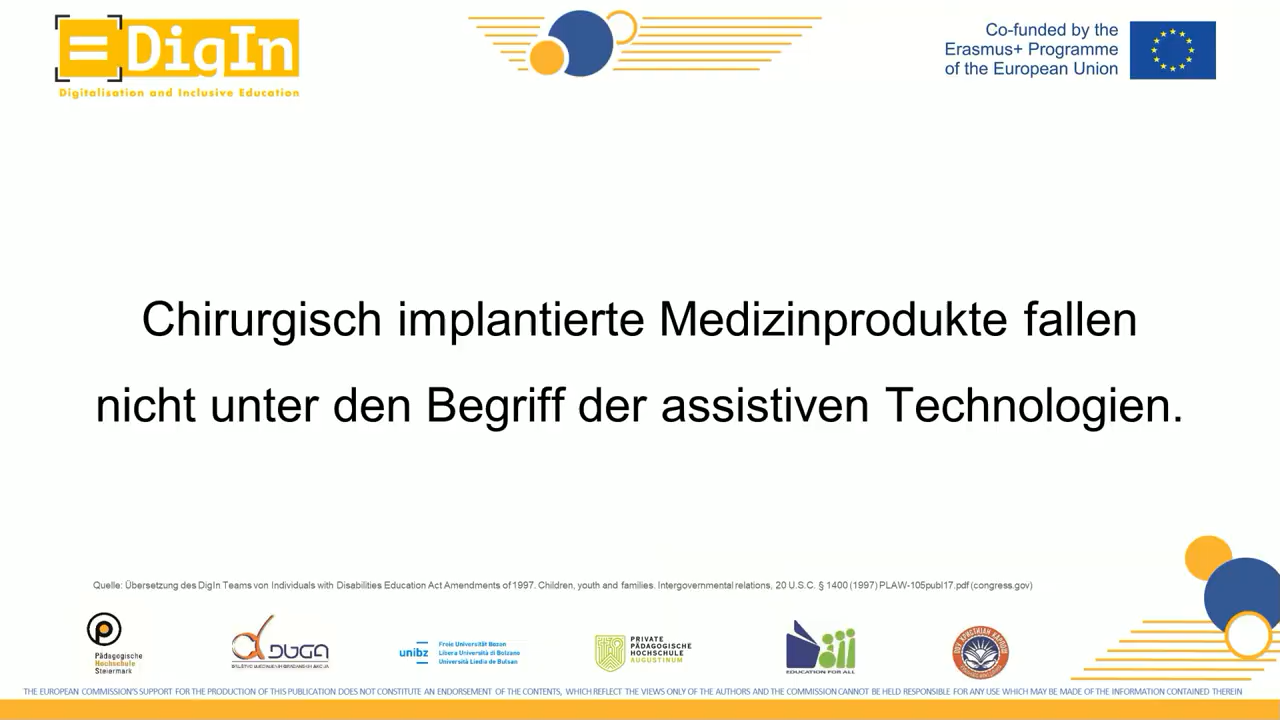 =DigIn
Digitalisation and Inclusive Education
Co-funded by the
Erasmus+ Programme
of the European Union
Chirurgisch implantierte Medizinprodukte fallen
nicht unter den Begriff der assistiven Technologien.
Quelle: Übersetzung des DigIn Teams von Individuals with Disabilities Education Act Amendments of 1997. Children, youth and families. Intergovernmental relations, 20 U.S.C. § 1400 (1997) PLAW-105publ17.pdf (congress.gov)
Pädagogische
Hochschule
Steiermark
DUGA
unibz
Freie Universität Bozen
Libera Università di Bolzano
Università Liedia de Bulsan
PRIVATE
PÄDAGOGISCHE
HOCHSCHULE
AUGUSTINUM
EDUCATION FOR ALL
THE EUROPEAN COMMISSION'S SUPPORT FOR THE PRODUCTION OF THIS PUBLICATION DOES NOT CONSTITUTE AN ENDORSEMENT OF THE CONTENTS, WHICH REFLECT THE VIEWS ONLY OF THE AUTHORS AND THE COMMISSION CANNOT BE HELD RESPONSIBLE FOR ANY USE WHICH MAY BE MADE OF THE INFORMATION CONTAINED THEREIN